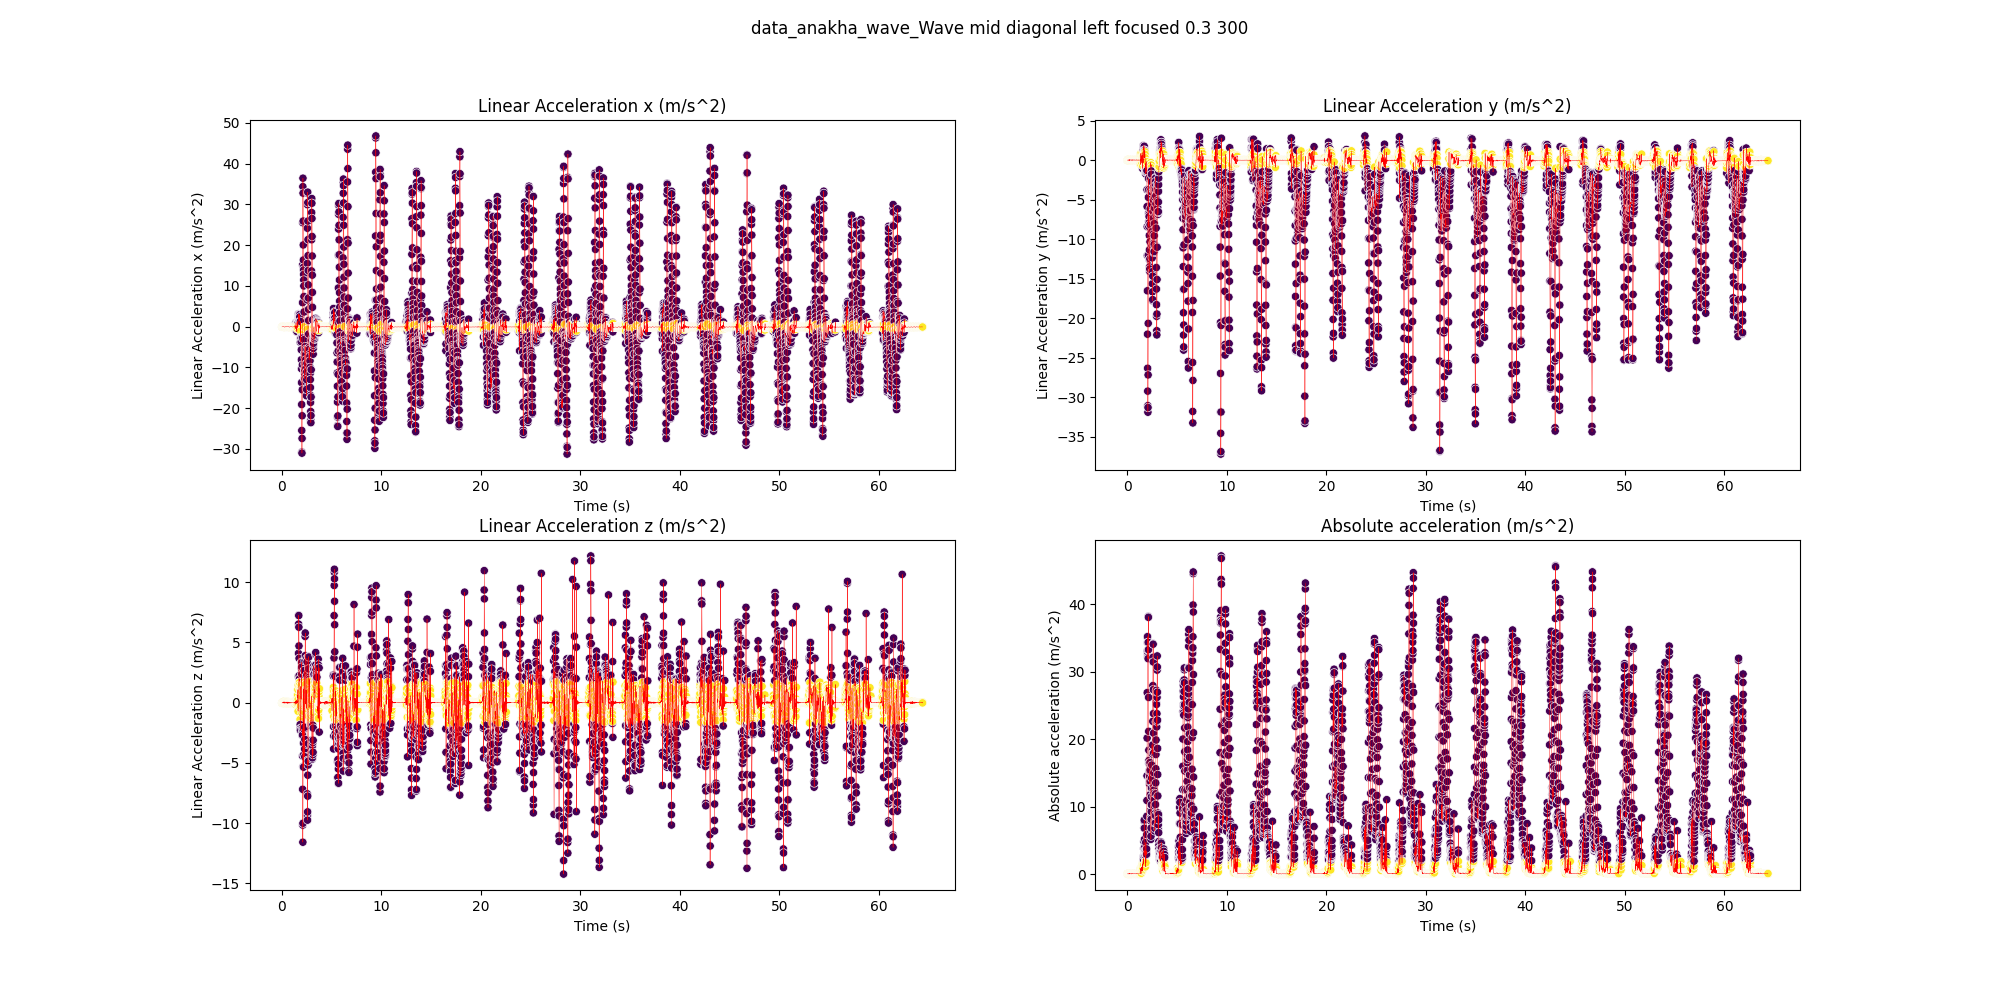 data_anakha_wave_Wave mid diagonal left focused 0.3 300
Linear Acceleration x (m/s^2)
Linear Acceleration x (m/s^2)
50
40
30
20
10
0
−10
−20
−30
0 10 20 30 40 50 60
Time (s)
Linear Acceleration y (m/s^2)
Linear Acceleration y (m/s^2)
5
0
−5
−10
−15
−20
−25
−30
−35
0 10 20 30 40 50 60
Time (s)
Linear Acceleration z (m/s^2)
Linear Acceleration z (m/s^2)
10
5
0
−5
−10
−15
0 10 20 30 40 50 60
Time (s)
Absolute acceleration (m/s^2)
Absolute acceleration (m/s^2)
40
30
20
10
0
0 10 20 30 40 50 60
Time (s)